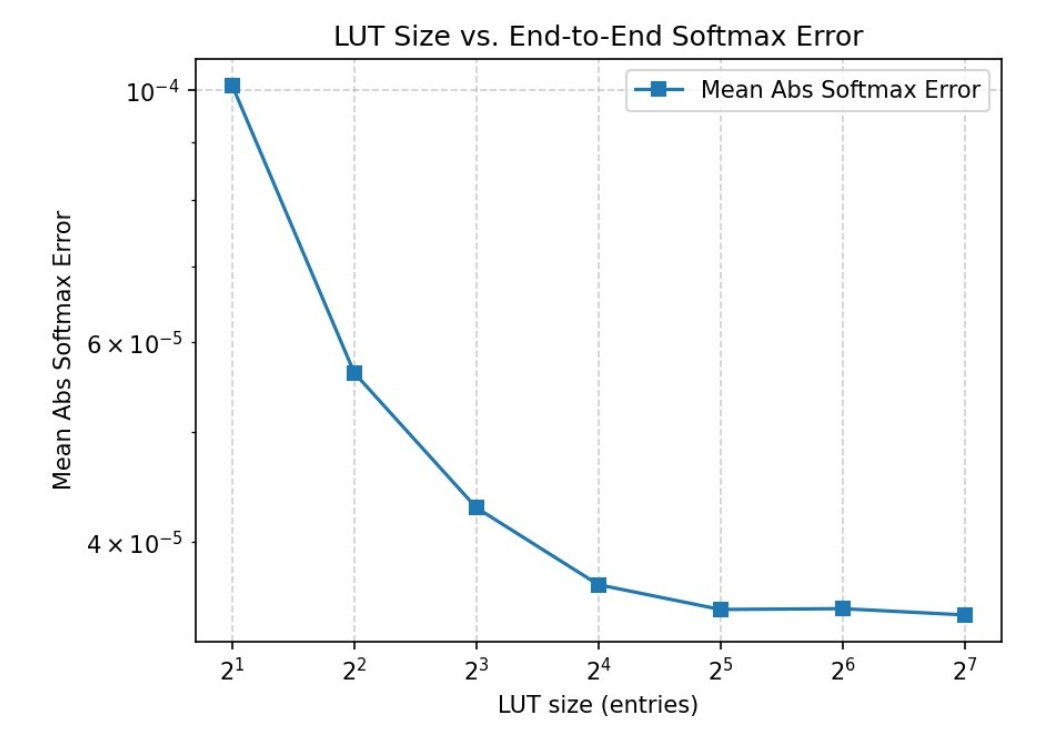 LUT Size vs. End-to-End Softmax Error
Mean Abs Softmax Error
10⁻⁴
6 × 10⁻⁵
4 × 10⁻⁵
Mean Abs Softmax Error
2¹ 2² 2³ 2⁴ 2⁵ 2⁶ 2⁷
LUT size (entries)